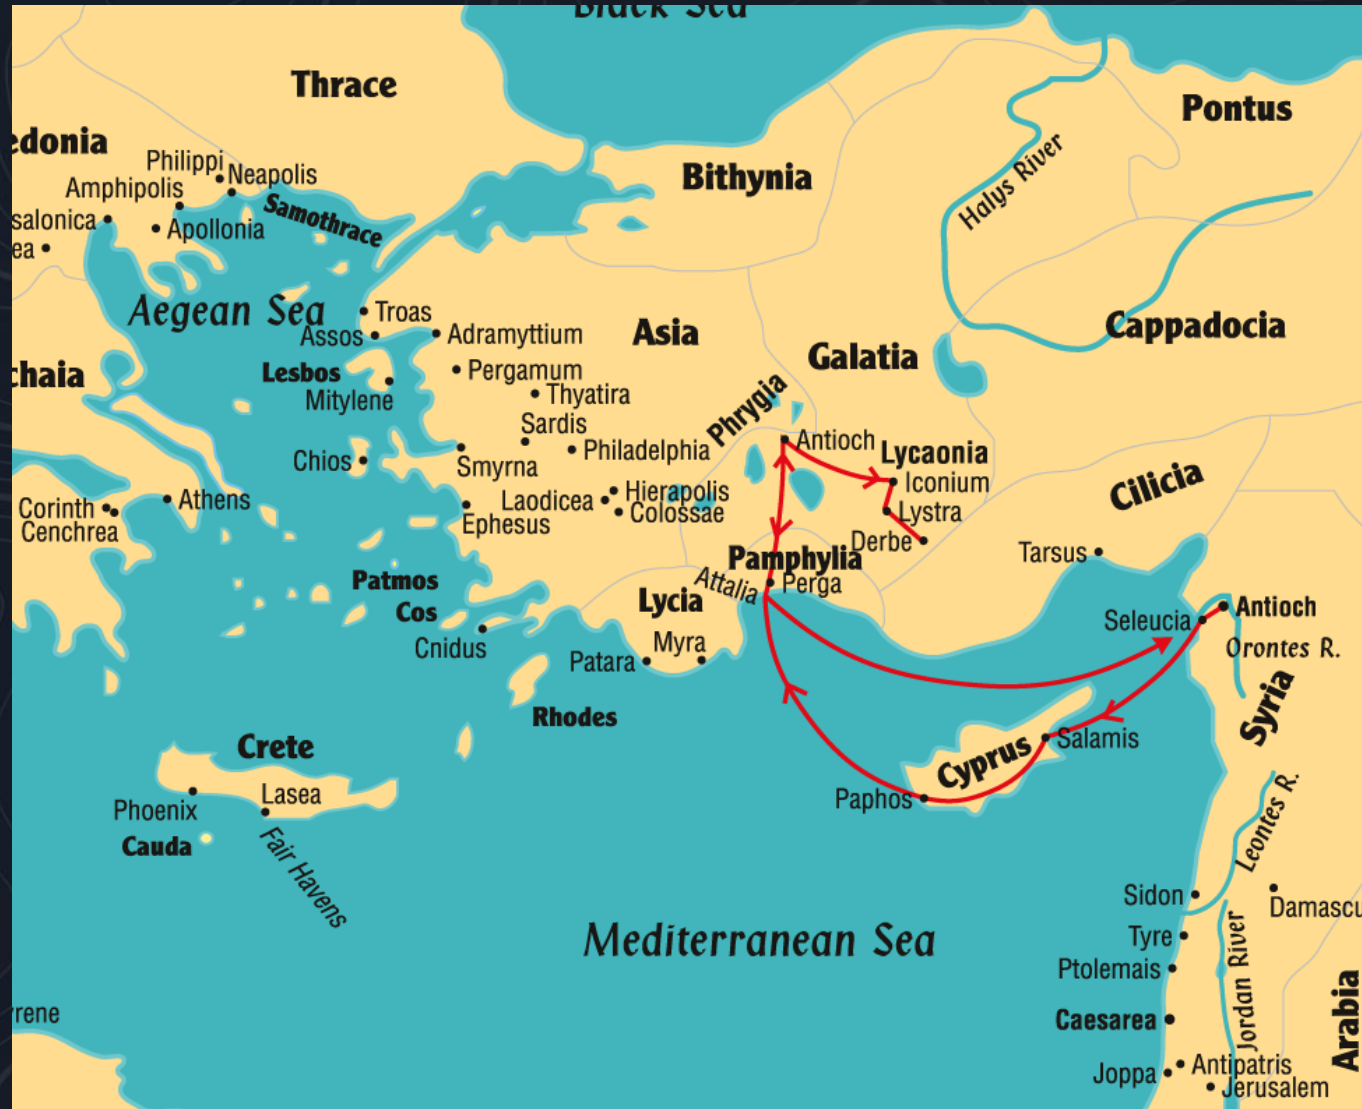 Black Sea
Thrace
Pontus
edonia
Philippi
Neapolis
Bithynia
Halys River
Amphipolis
Samothrace
salonica
Apollonia
ea
Aegean Sea
Troas
Assos
Adramyttium
Asia
Cappadocia
Galatia
chaia
Lesbos
Pergamum
Mitylene
Thyatira
Phrygia
Sardis
Antioch
Lycaonia
Philadelphia
Chios
Smyrna
Iconium
Cilicia
Hierapolis
Laodicea
Colossae
Athens
Corinth
Cenchrea
Ephesus
Lystra
Derbe
Tarsus
Pamphylia
Patmos
Attalia
Perga
Lycia
Cos
Antioch
Seleucia
Cnidus
Myra
Patara
Orontes R.
Rhodes
Syria
Crete
Salamis
Cyprus
Lasea
Phoenix
Paphos
Leontes R.
Cauda
Fair Havens
Sidon
Damascu
Mediterranean Sea
Tyre
Ptolemais
Jordan River
Arabia
rene
Caesarea
Antipatris
Joppa
Jerusalem